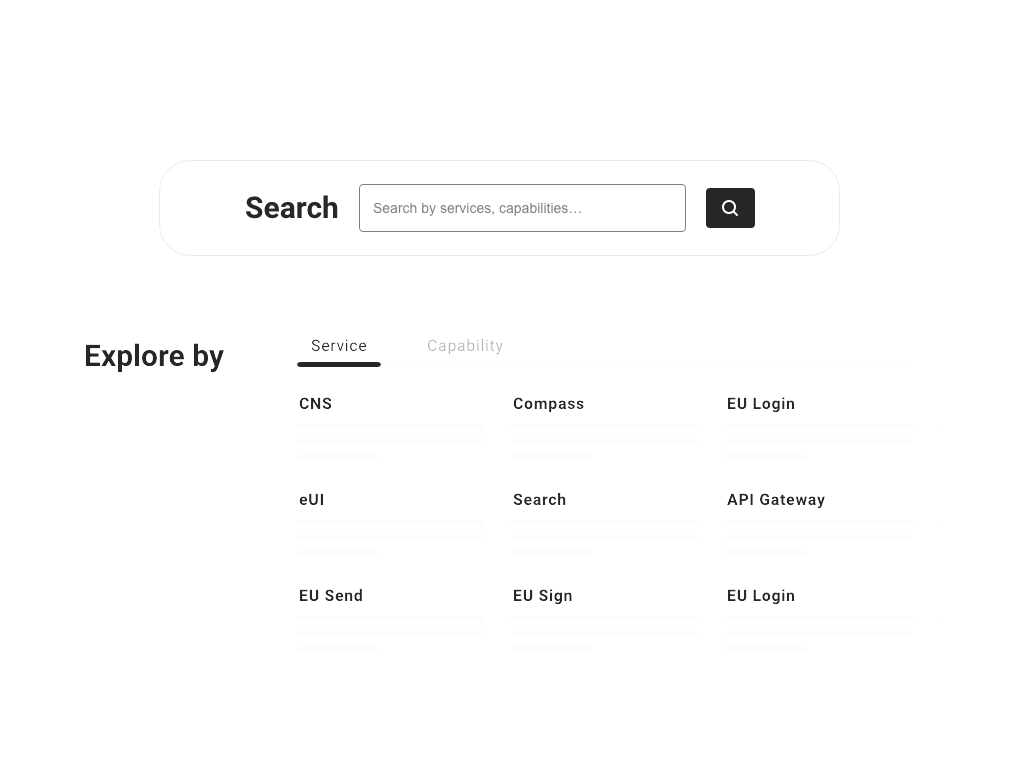 Search
Search by services, capabilities...
Explore by
Service
Capability
CNS
Compass
EU Login
eUI
Search
API Gateway
EU Send
EU Sign
EU Login